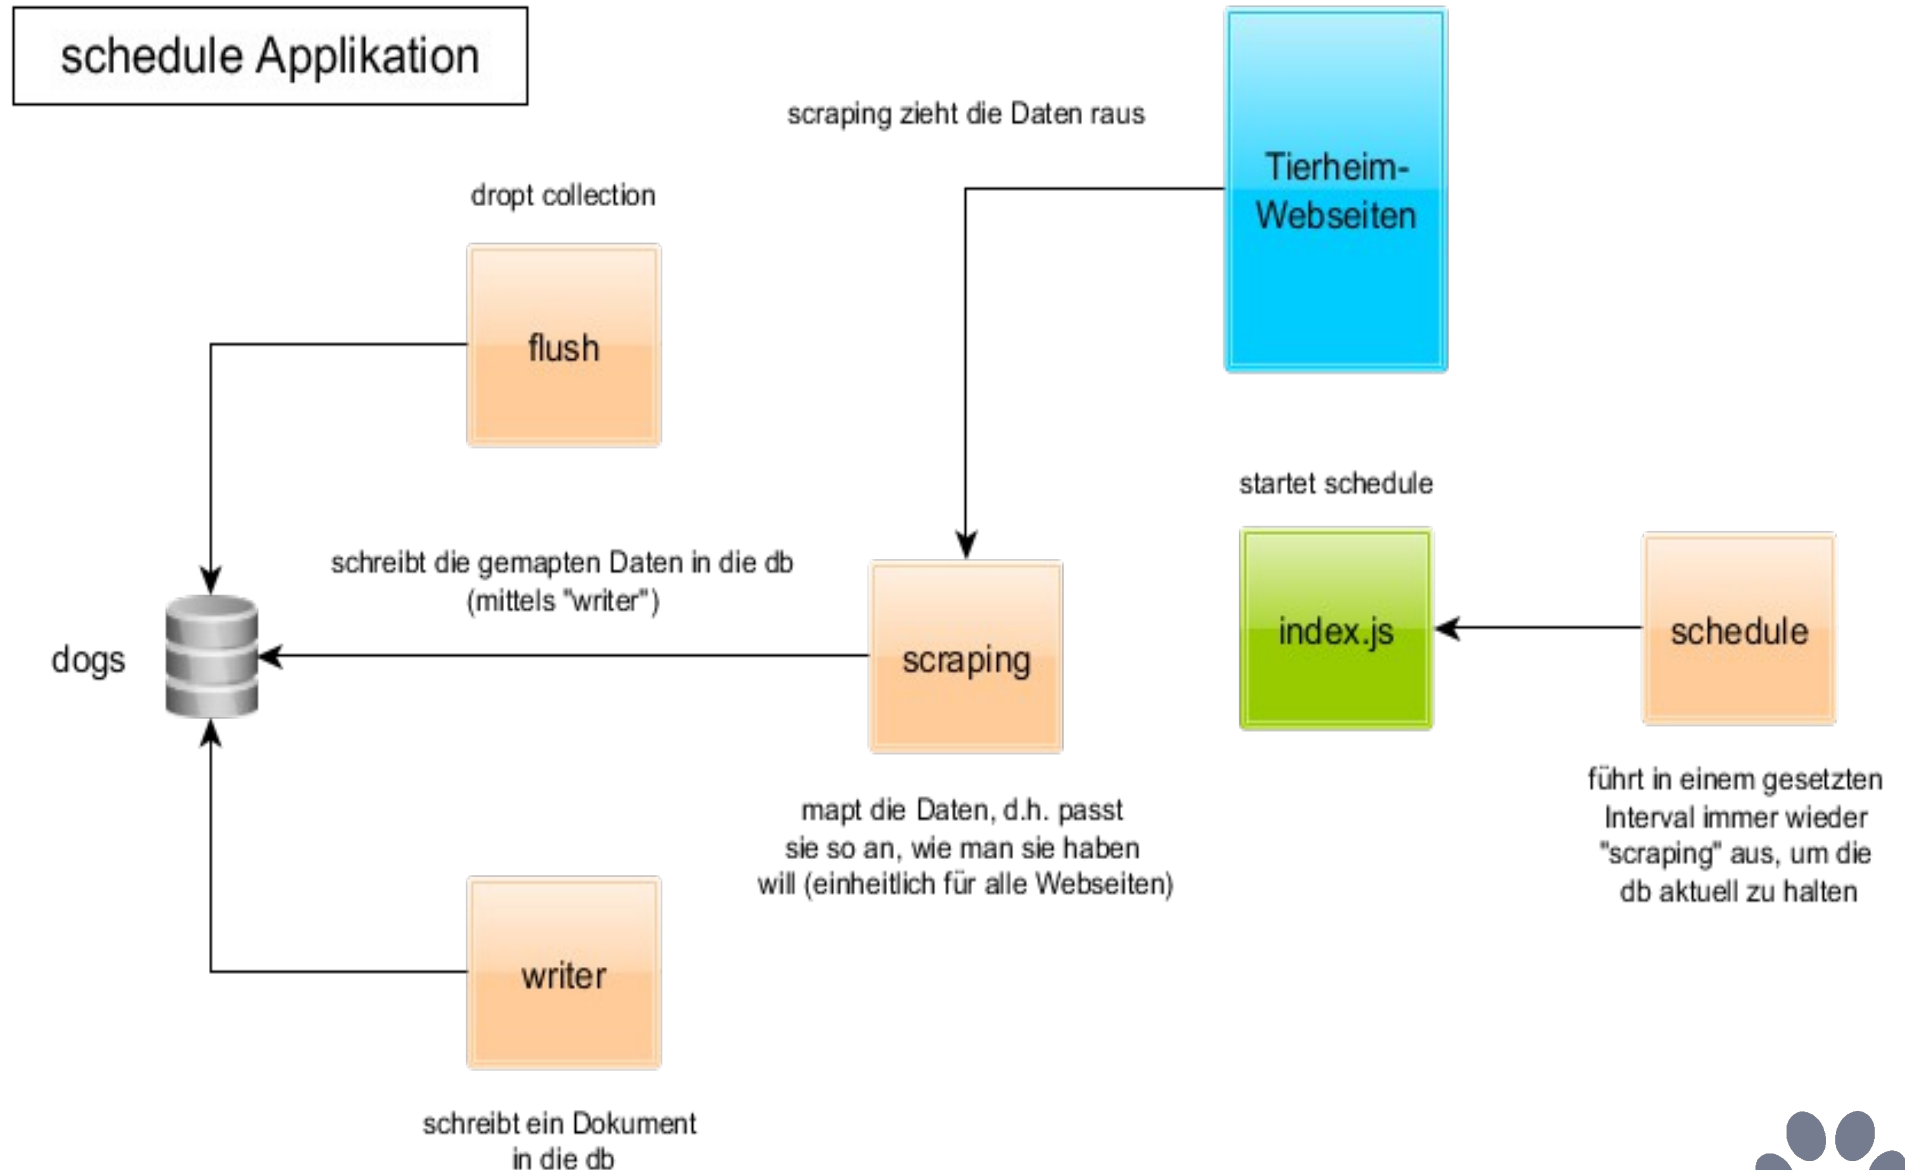 schedule Applikation
scraping zieht die Daten raus
Tierheim-
Webseiten
dropt collection
flush
startet schedule
schreibt die gemapten Daten in die db
(mittels "writer")
dogs
scraping
index.js
schedule
mapt die Daten, d.h. passt
sie so an, wie man sie haben
will (einheitlich für alle Webseiten)
führt in einem gesetzten
Interval immer wieder
"scraping" aus, um die
db aktuell zu halten
writer
schreibt ein Dokument
in die db